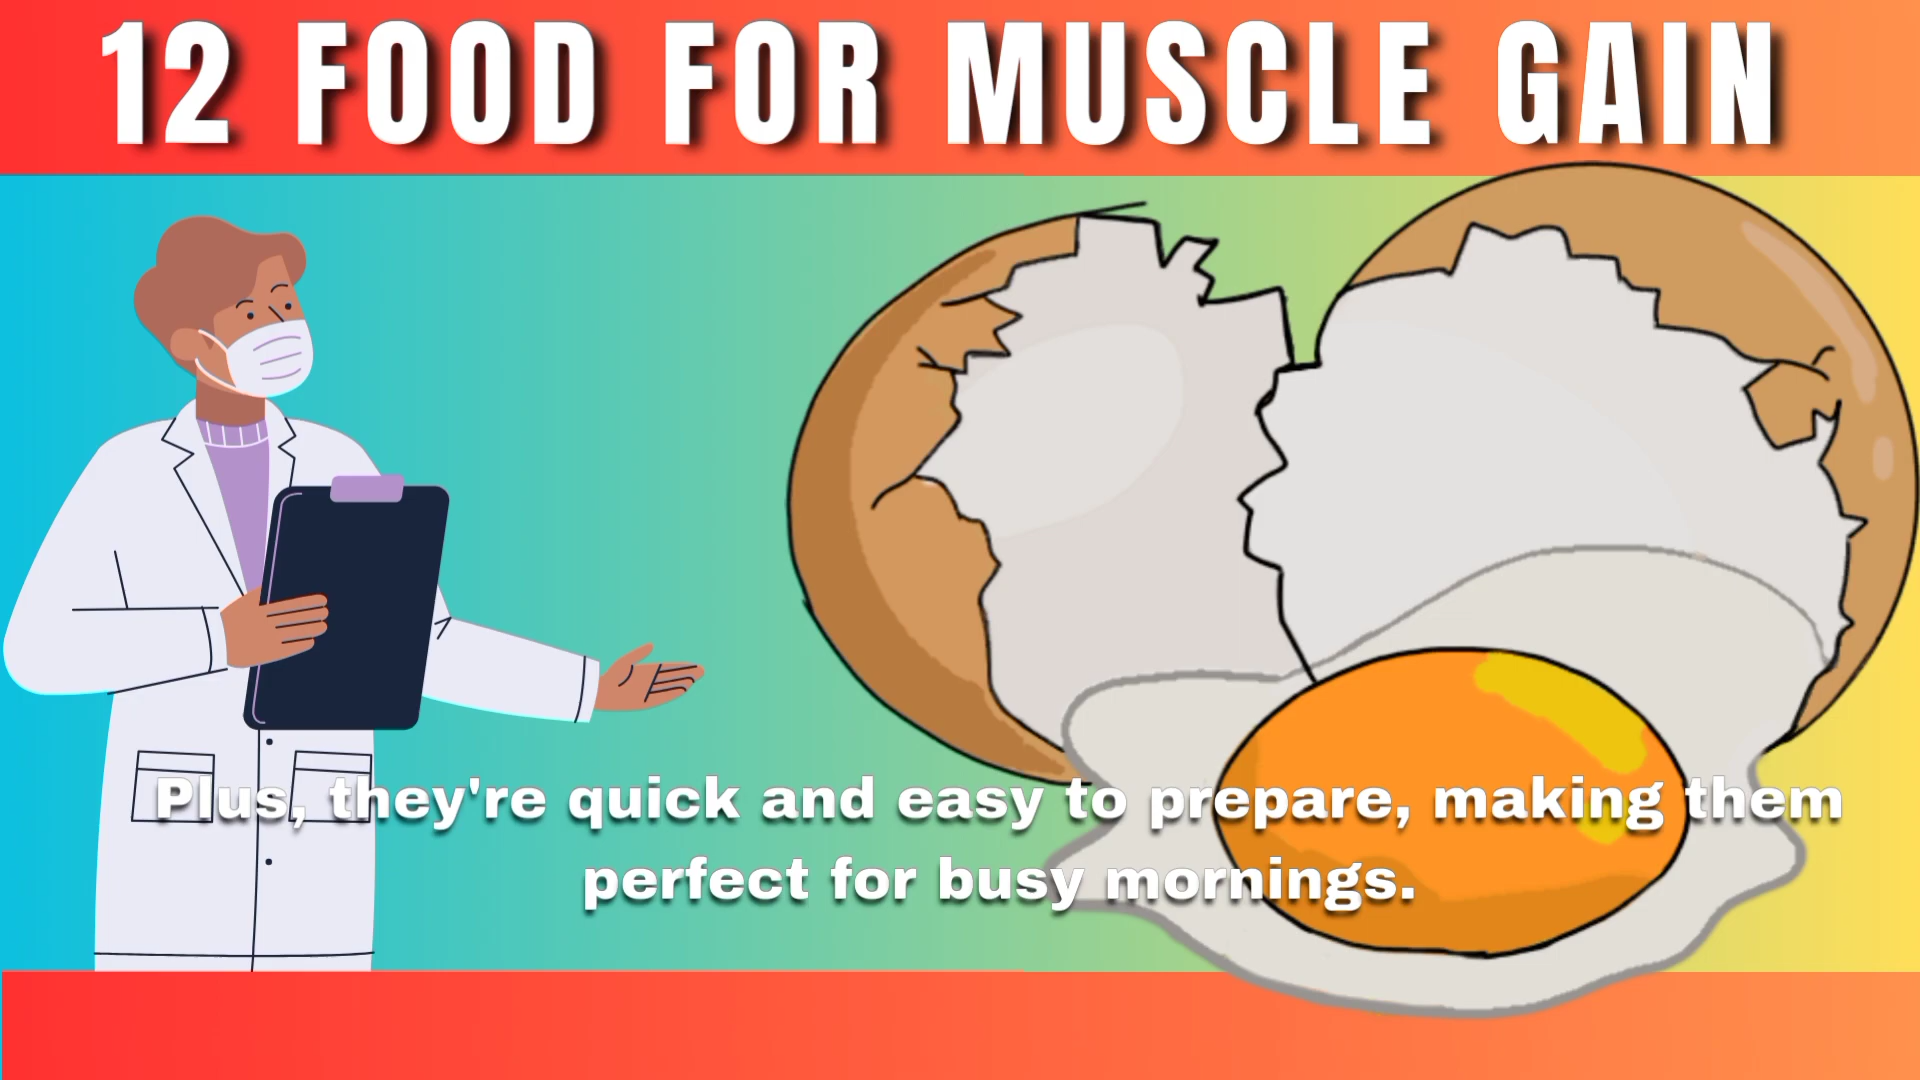 12 FOOD FOR MUSCLE GAIN
Plus, they're quick and easy to prepare, making them
perfect for busy mornings.